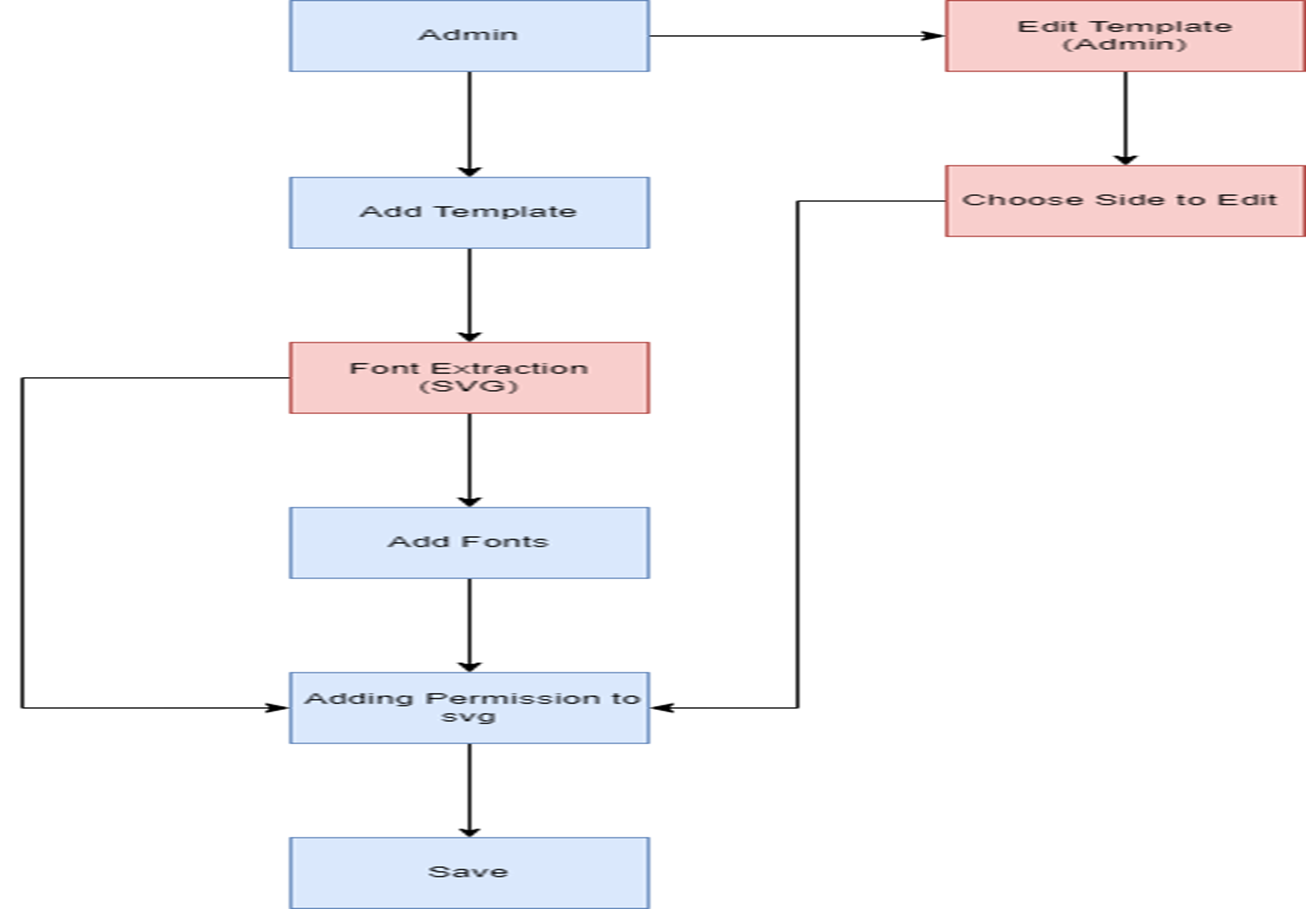 Admin
Edit Template
(Admin)
Add Template
Choose Side to Edit
Font Extraction
(SVG)
Add Fonts
Adding Permission to
svg
Save